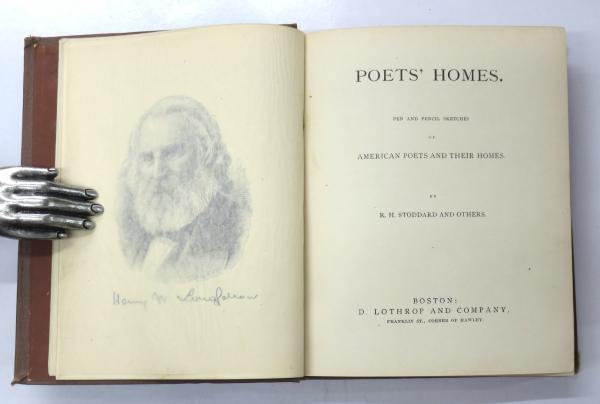 Henry W. Longfellow
POETS' HOMES.
PEN AND PENCIL SKETCHES
OF
AMERICAN POETS AND THEIR HOMES.
BY
R. H. STODDARD AND OTHERS.
BOSTON:
D. LOTHROP AND COMPANY,
FRANKLIN ST., CORNER OF HAWLEY.